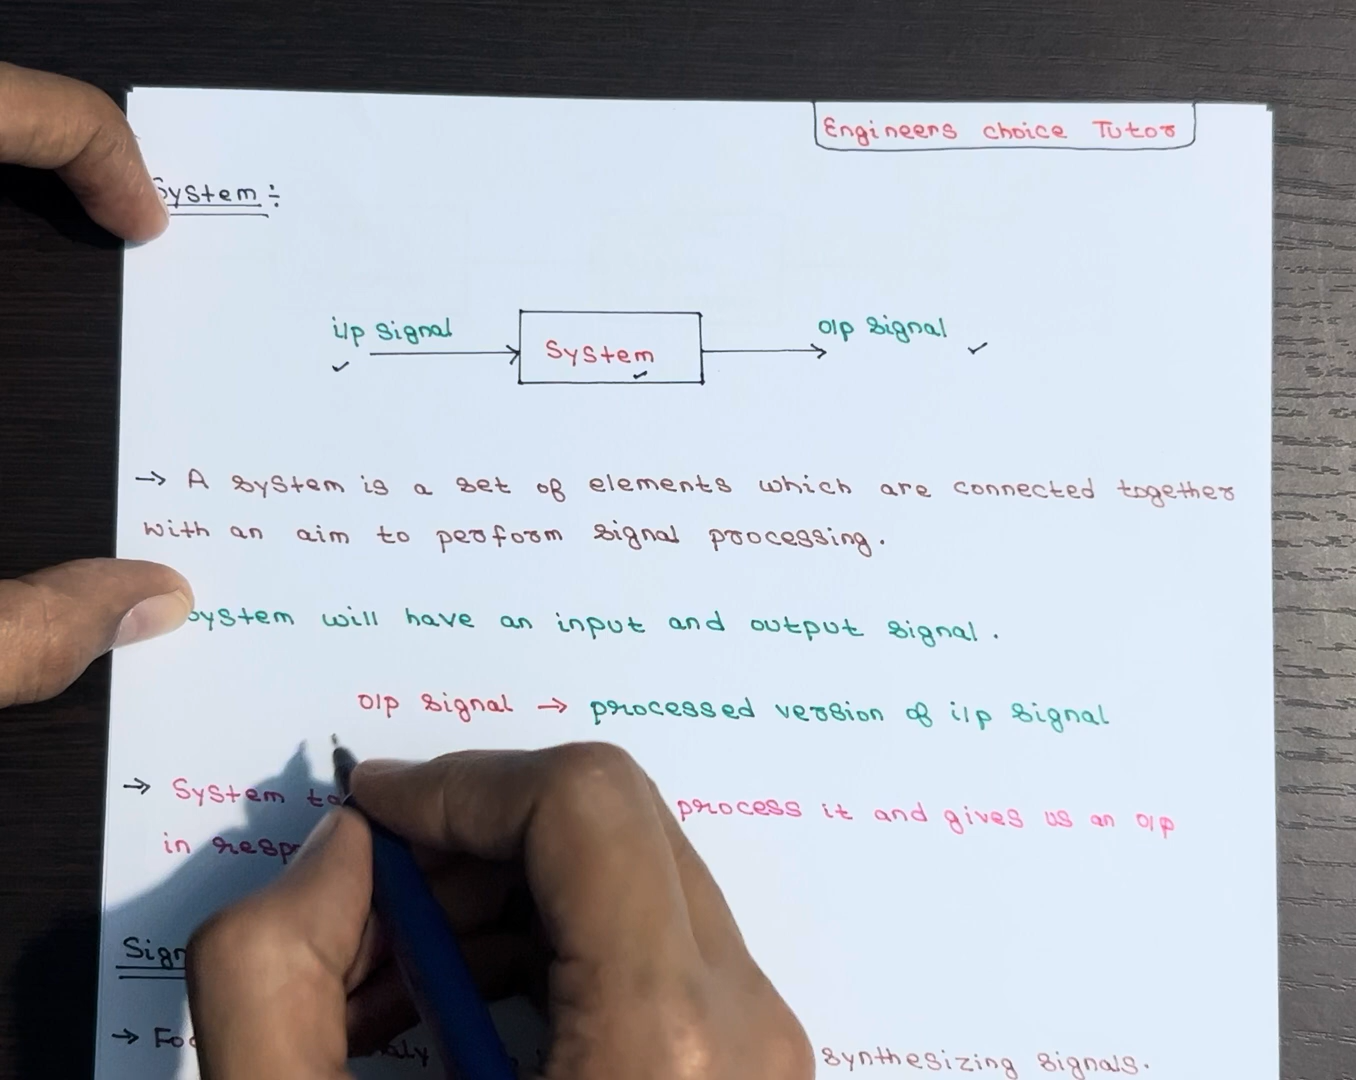 Engineers choice Tutor
System :
i/p signal
System
o/p signal
→ A system is a set of elements which are connected together
with an aim to perform signal processing.
System will have an input and output signal.
o/p signal → processed version of i/p signal
→ System process it and gives us an o/p
in
→
synthesizing signals.